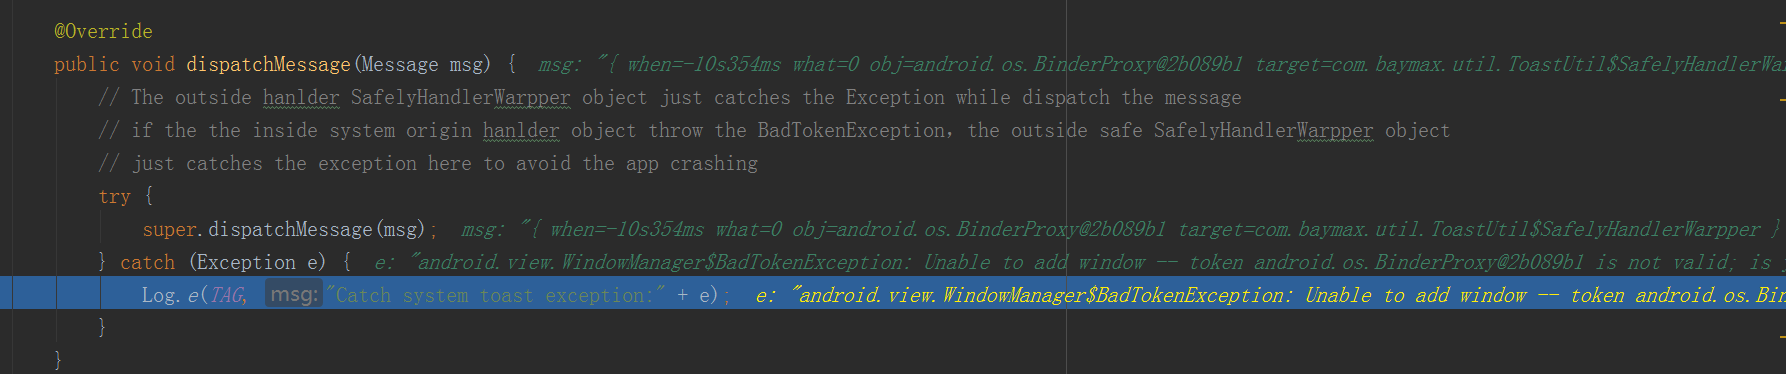 @Override
public void dispatchMessage(Message msg) {  msg: "{ when=-10s354ms what=0 obj=android.os.BinderProxy@2b089b1 target=com.baymax.util.ToastUtil$SafelyHandlerWa
// The outside hanlder SafelyHandlerWarpper object just catches the Exception while dispatch the message
// if the the inside system origin hanlder object throw the BadTokenException，the outside safe SafelyHandlerWarpper object
// just catches the exception here to avoid the app crashing
try {
super.dispatchMessage(msg);  msg: "{ when=-10s354ms what=0 obj=android.os.BinderProxy@2b089b1 target=com.baymax.util.ToastUtil$SafelyHandlerWarpper }
} catch (Exception e) {  e: "android.view.WindowManager$BadTokenException: Unable to add window -- token android.os.BinderProxy@2b089b1 is not valid; is
Log.e(TAG, msg: "Catch system toast exception:" + e);  e: "android.view.WindowManager$BadTokenException: Unable to add window -- token android.os.Bin
}
}